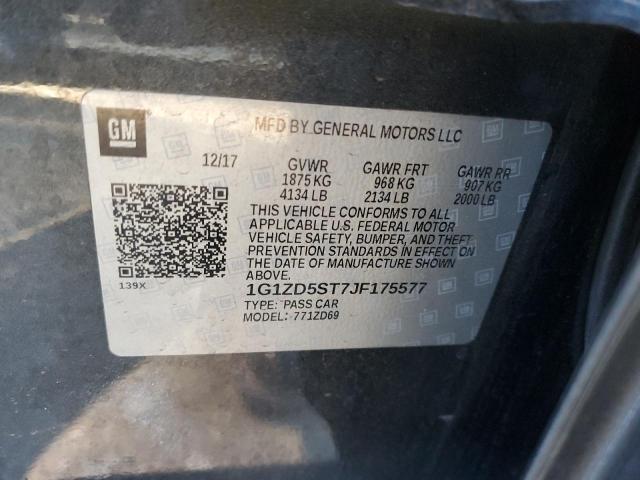 GM
MFD BY GENERAL MOTORS LLC
12/17 GVWR GAWR FRT GAWR RR
1875 KG 968 KG 907 KG
4134 LB 2134 LB 2000 LB
THIS VEHICLE CONFORMS TO ALL
APPLICABLE U.S. FEDERAL MOTOR
VEHICLE SAFETY, BUMPER, AND THEFT
PREVENTION STANDARDS IN EFFECT ON
THE DATE OF MANUFACTURE SHOWN
ABOVE.
139X
1G1ZD5ST7JF175577
TYPE: PASS CAR
MODEL: 771ZD69